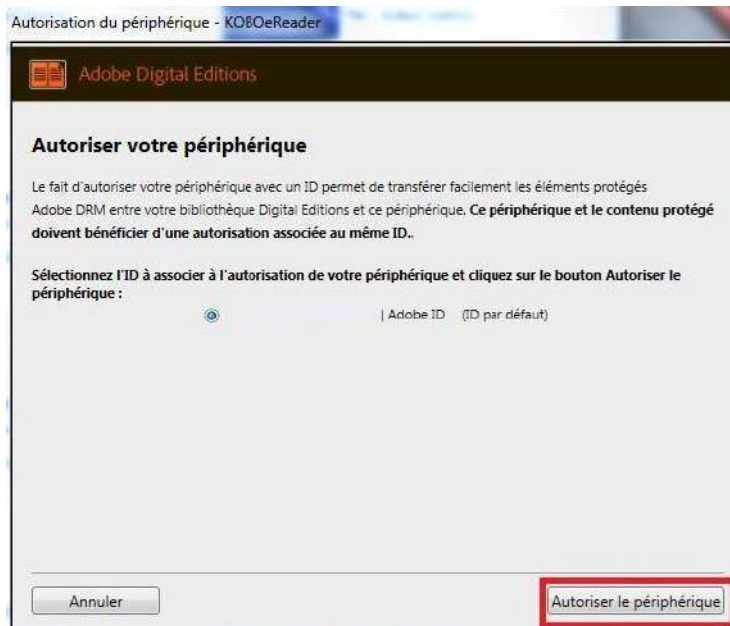 Autorisation du périphérique - KOBOeReader
Adobe Digital Editions
Autoriser votre périphérique
Le fait d'autoriser votre périphérique avec un ID permet de transférer facilement les éléments protégés
Adobe DRM entre votre bibliothèque Digital Editions et ce périphérique. Ce périphérique et le contenu protégé
doivent bénéficier d'une autorisation associée au même ID..
Sélectionnez l'ID à associer à l'autorisation de votre périphérique et cliquez sur le bouton Autoriser le
périphérique :
| Adobe ID (ID par défaut)
Annuler
Autoriser le périphérique